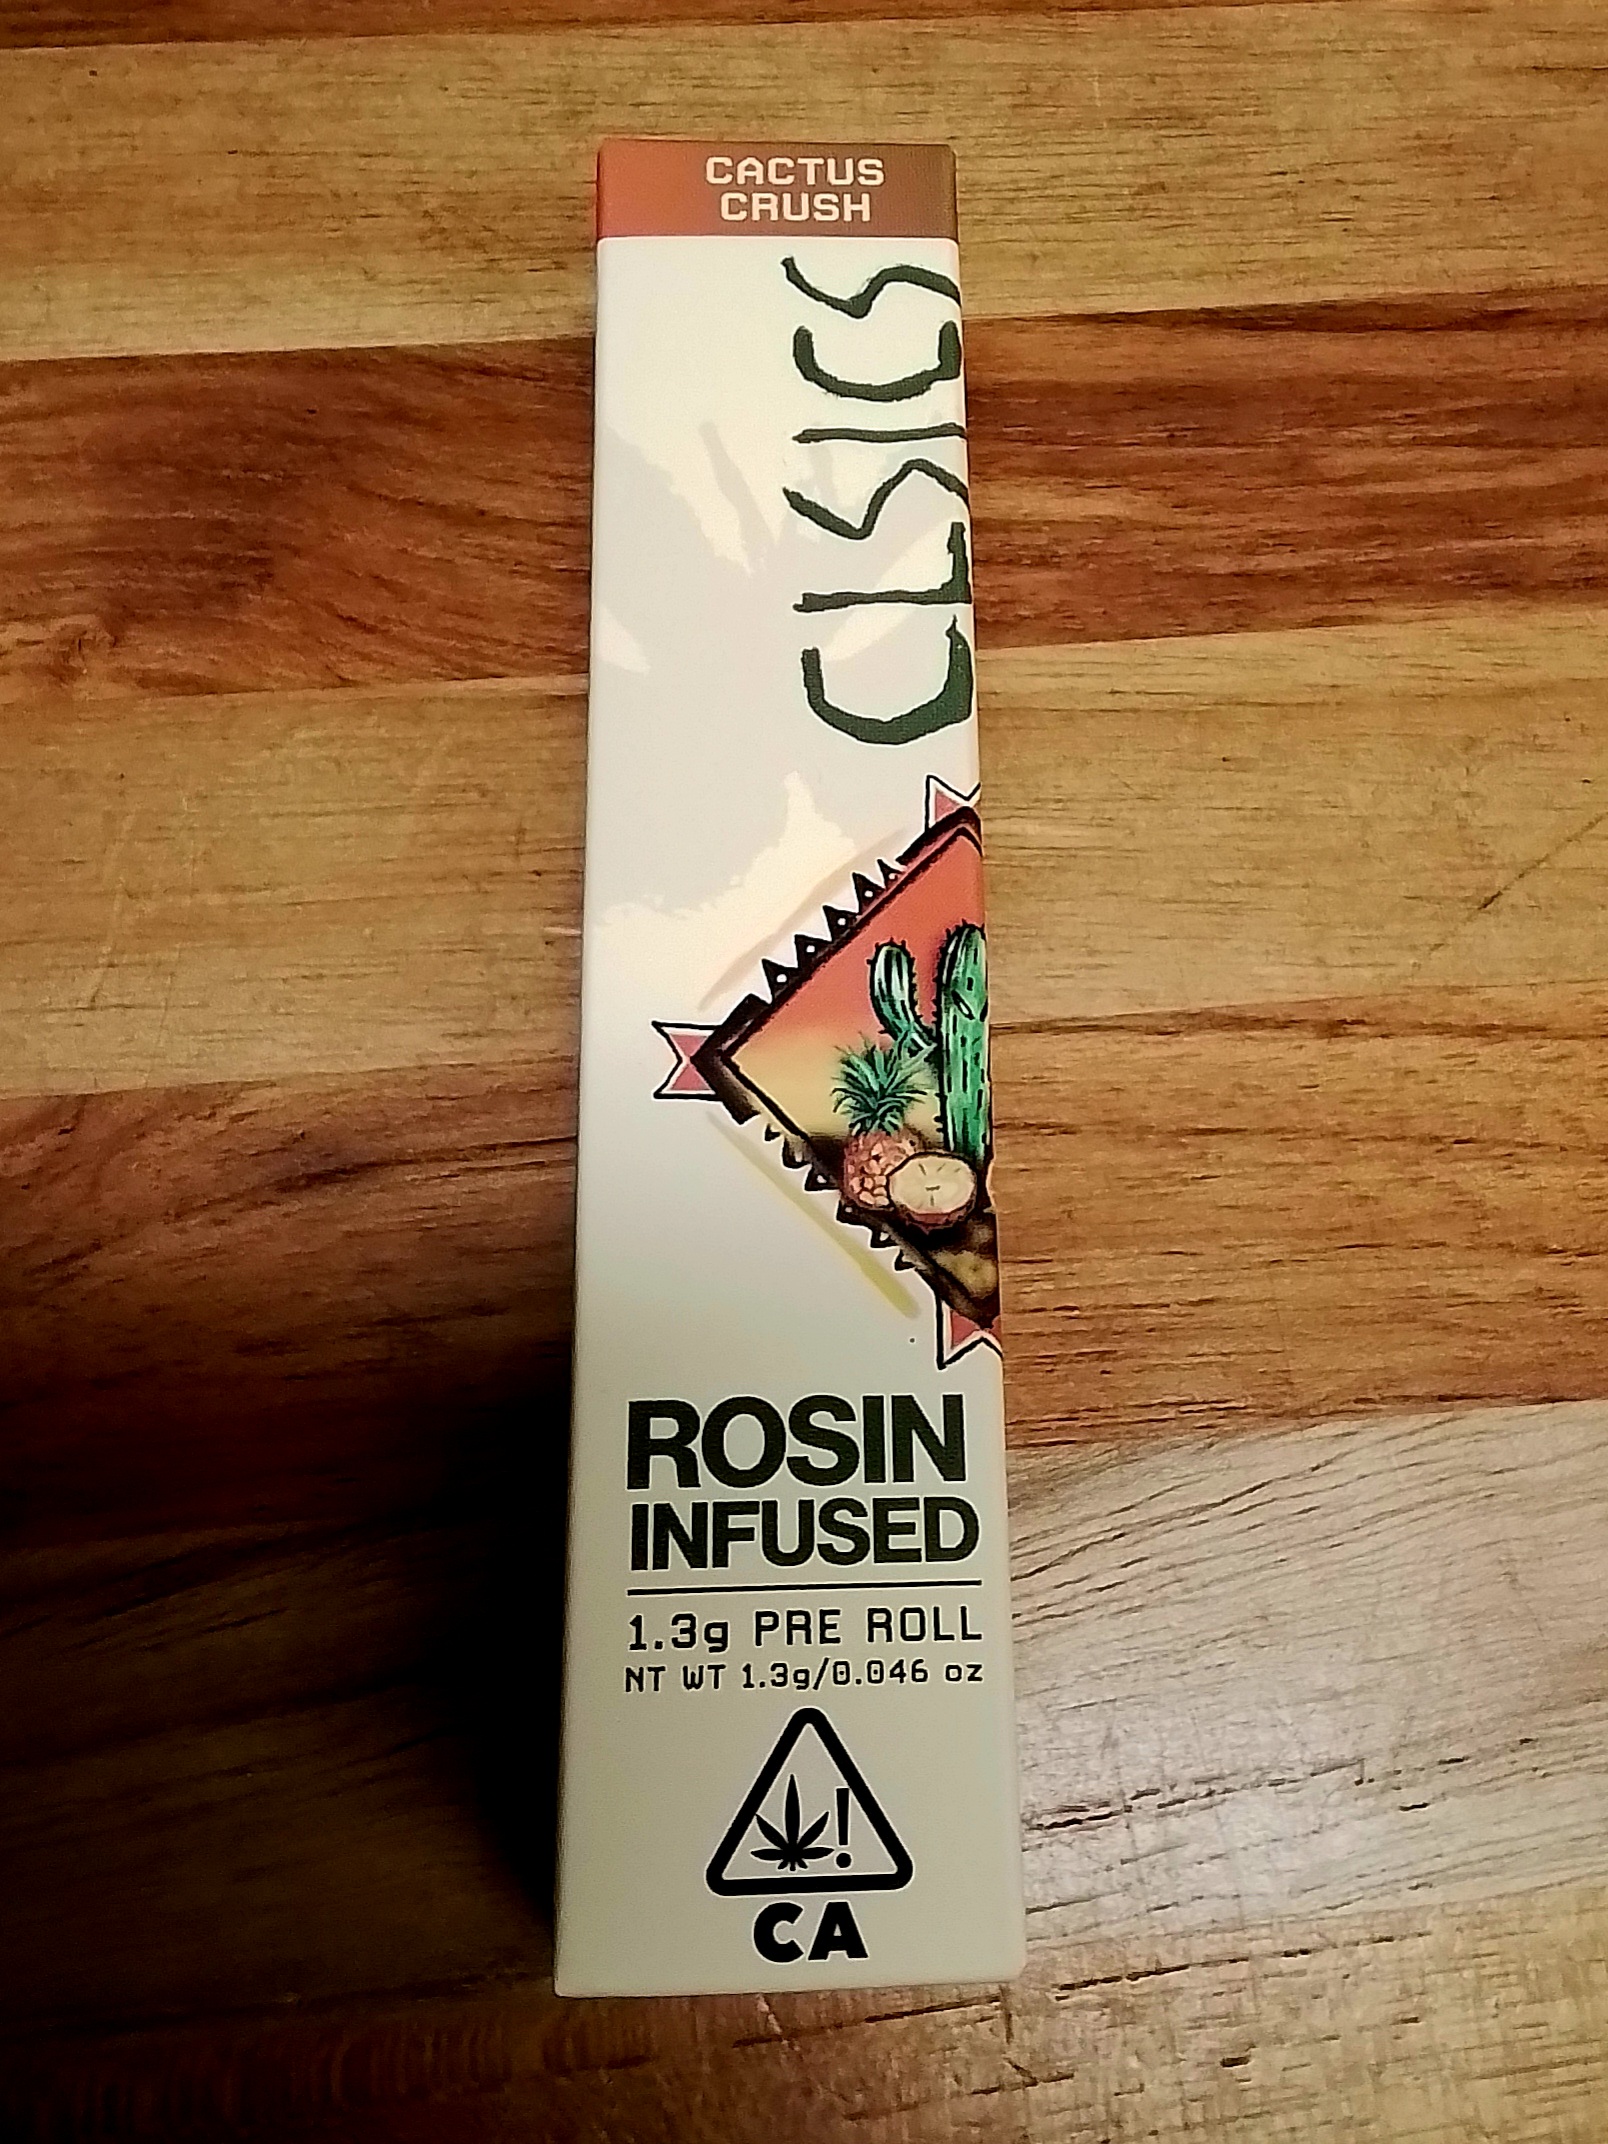 CACTUS
CRUSH
CLSICS
ROSIN
INFUSED
1.3g PRE ROLL
NT WT 1.3g/0.046 oz
!
CA